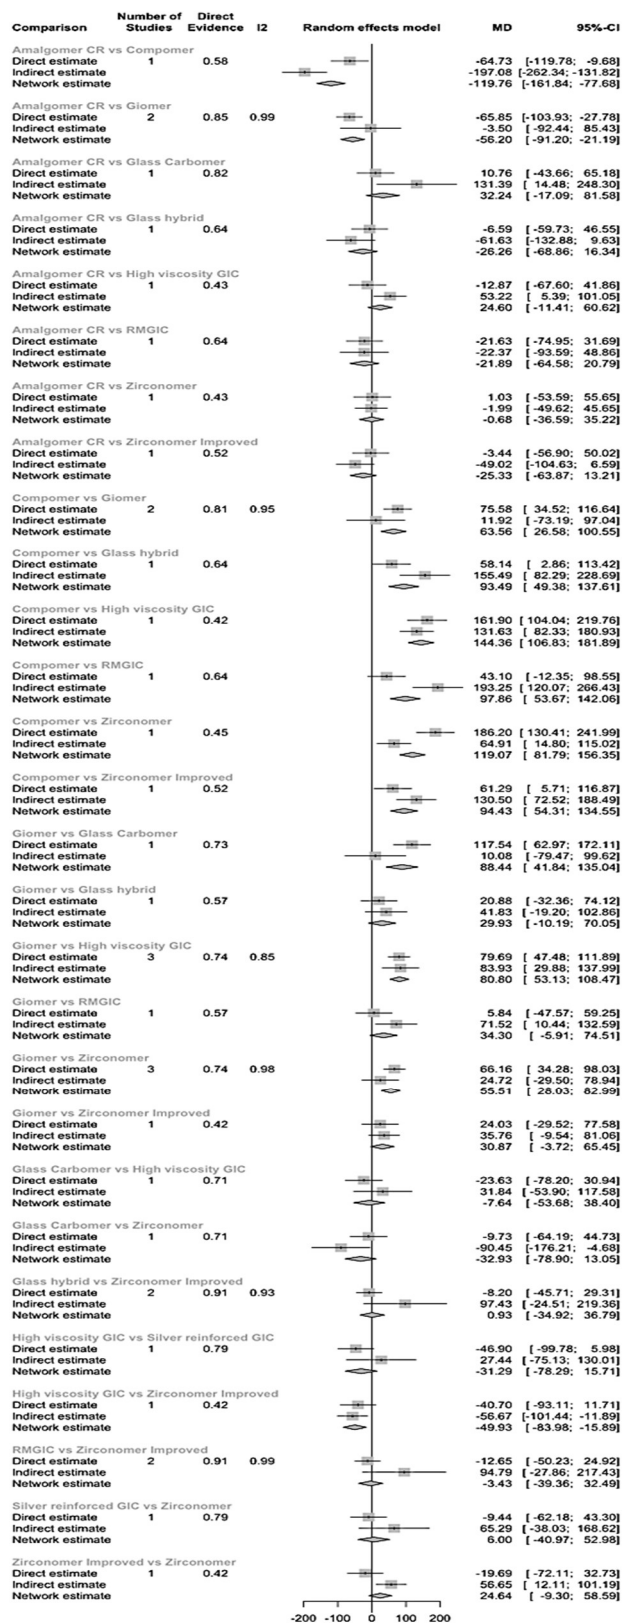 Comparison Number of Studies Direct Evidence I2 Random effects model MD 95%-CI
Amalgomer CR vs Compomer
Direct estimate 1 0.58 -64.73 [-119.78; -9.68]
Indirect estimate -197.08 [-262.34; -131.82]
Network estimate -119.76 [-161.84; -77.68]
Amalgomer CR vs Giomer
Direct estimate 2 0.85 0.99 -65.85 [-103.93; -27.78]
Indirect estimate -3.50 [-92.44; 85.43]
Network estimate -56.20 [-91.20; -21.19]
Amalgomer CR vs Glass Carbomer
Direct estimate 1 0.82 10.76 [-43.66; 65.18]
Indirect estimate 131.39 [ 14.48; 248.30]
Network estimate 32.24 [-17.09; 81.58]
Amalgomer CR vs Glass hybrid
Direct estimate 1 0.64 -6.59 [-59.73; 46.55]
Indirect estimate -61.63 [-132.88; 9.63]
Network estimate -26.26 [-68.86; 16.34]
Amalgomer CR vs High viscosity GIC
Direct estimate 1 0.43 -12.87 [-67.60; 41.86]
Indirect estimate 53.22 [ 5.39; 101.05]
Network estimate 24.60 [-11.41; 60.62]
Amalgomer CR vs RMGIC
Direct estimate 1 0.64 -21.63 [-74.95; 31.69]
Indirect estimate -22.37 [-93.59; 48.86]
Network estimate -21.89 [-64.58; 20.79]
Amalgomer CR vs Zirconomer
Direct estimate 1 0.43 1.03 [-53.59; 55.65]
Indirect estimate -1.99 [-49.62; 45.65]
Network estimate -0.68 [-36.59; 35.22]
Amalgomer CR vs Zirconomer Improved
Direct estimate 1 0.52 -3.44 [-56.90; 50.02]
Indirect estimate -49.02 [-104.63; 6.59]
Network estimate -25.33 [-63.87; 13.21]
Compomer vs Giomer
Direct estimate 2 0.81 0.95 75.58 [ 34.52; 116.64]
Indirect estimate 11.92 [-73.19; 97.04]
Network estimate 63.56 [ 26.58; 100.55]
Compomer vs Glass hybrid
Direct estimate 1 0.64 58.14 [ 2.86; 113.42]
Indirect estimate 155.49 [ 82.29; 228.69]
Network estimate 93.49 [ 49.38; 137.61]
Compomer vs High viscosity GIC
Direct estimate 1 0.42 161.90 [ 104.04; 219.76]
Indirect estimate 131.63 [ 82.33; 180.93]
Network estimate 144.36 [ 106.83; 181.89]
Compomer vs RMGIC
Direct estimate 1 0.64 43.10 [-12.35; 98.55]
Indirect estimate 193.25 [ 120.07; 266.43]
Network estimate 97.86 [ 53.67; 142.06]
Compomer vs Zirconomer
Direct estimate 1 0.45 186.20 [ 130.41; 241.99]
Indirect estimate 64.91 [ 14.80; 115.02]
Network estimate 119.07 [ 81.79; 156.35]
Compomer vs Zirconomer Improved
Direct estimate 1 0.52 61.29 [ 5.71; 116.87]
Indirect estimate 130.50 [ 72.52; 188.49]
Network estimate 94.43 [ 54.31; 134.55]
Giomer vs Glass Carbomer
Direct estimate 1 0.73 117.54 [ 62.97; 172.11]
Indirect estimate 10.08 [-79.47; 99.62]
Network estimate 88.44 [ 41.84; 135.04]
Giomer vs Glass hybrid
Direct estimate 1 0.57 20.88 [-32.36; 74.12]
Indirect estimate 41.83 [-19.20; 102.86]
Network estimate 29.93 [-10.19; 70.05]
Giomer vs High viscosity GIC
Direct estimate 3 0.74 0.85 79.69 [ 47.48; 111.89]
Indirect estimate 83.93 [ 29.88; 137.99]
Network estimate 80.80 [ 53.13; 108.47]
Giomer vs RMGIC
Direct estimate 1 0.57 5.84 [-47.57; 59.25]
Indirect estimate 71.52 [ 10.44; 132.59]
Network estimate 34.30 [ -5.91; 74.51]
Giomer vs Zirconomer
Direct estimate 3 0.74 0.98 66.16 [ 34.28; 98.03]
Indirect estimate 24.72 [-29.50; 78.94]
Network estimate 55.51 [ 28.03; 82.99]
Giomer vs Zirconomer Improved
Direct estimate 1 0.42 24.03 [-29.52; 77.58]
Indirect estimate 35.76 [ -9.54; 81.06]
Network estimate 30.87 [ -3.72; 65.45]
Glass Carbomer vs High viscosity GIC
Direct estimate 1 0.71 -23.63 [-78.20; 30.94]
Indirect estimate 31.84 [-53.90; 117.58]
Network estimate -7.64 [-53.68; 38.40]
Glass Carbomer vs Zirconomer
Direct estimate 1 0.71 -9.73 [-64.19; 44.73]
Indirect estimate -90.45 [-176.21; -4.68]
Network estimate -32.93 [-78.90; 13.05]
Glass hybrid vs Zirconomer Improved
Direct estimate 2 0.91 0.93 -8.20 [-45.71; 29.31]
Indirect estimate 97.43 [-24.51; 219.36]
Network estimate 0.93 [-34.92; 36.79]
High viscosity GIC vs Silver reinforced GIC
Direct estimate 1 0.79 -46.90 [ -99.78; 5.98]
Indirect estimate 27.44 [-75.13; 130.01]
Network estimate -31.29 [-78.29; 15.71]
High viscosity GIC vs Zirconomer Improved
Direct estimate 1 0.42 -40.70 [-93.11; 11.71]
Indirect estimate -56.67 [-101.44; -11.89]
Network estimate -49.93 [-83.98; -15.89]
RMGIC vs Zirconomer Improved
Direct estimate 2 0.91 0.99 -12.65 [-50.23; 24.92]
Indirect estimate 94.79 [-27.86; 217.43]
Network estimate -3.43 [-39.36; 32.49]
Silver reinforced GIC vs Zirconomer
Direct estimate 1 0.79 -9.44 [-62.18; 43.30]
Indirect estimate 65.29 [-38.03; 168.62]
Network estimate 6.00 [-40.97; 52.98]
Zirconomer Improved vs Zirconomer
Direct estimate 1 0.42 -19.69 [-72.11; 32.73]
Indirect estimate 56.65 [ 12.11; 101.19]
Network estimate 24.64 [ -9.30; 58.59]
-200 -100 0 100 200